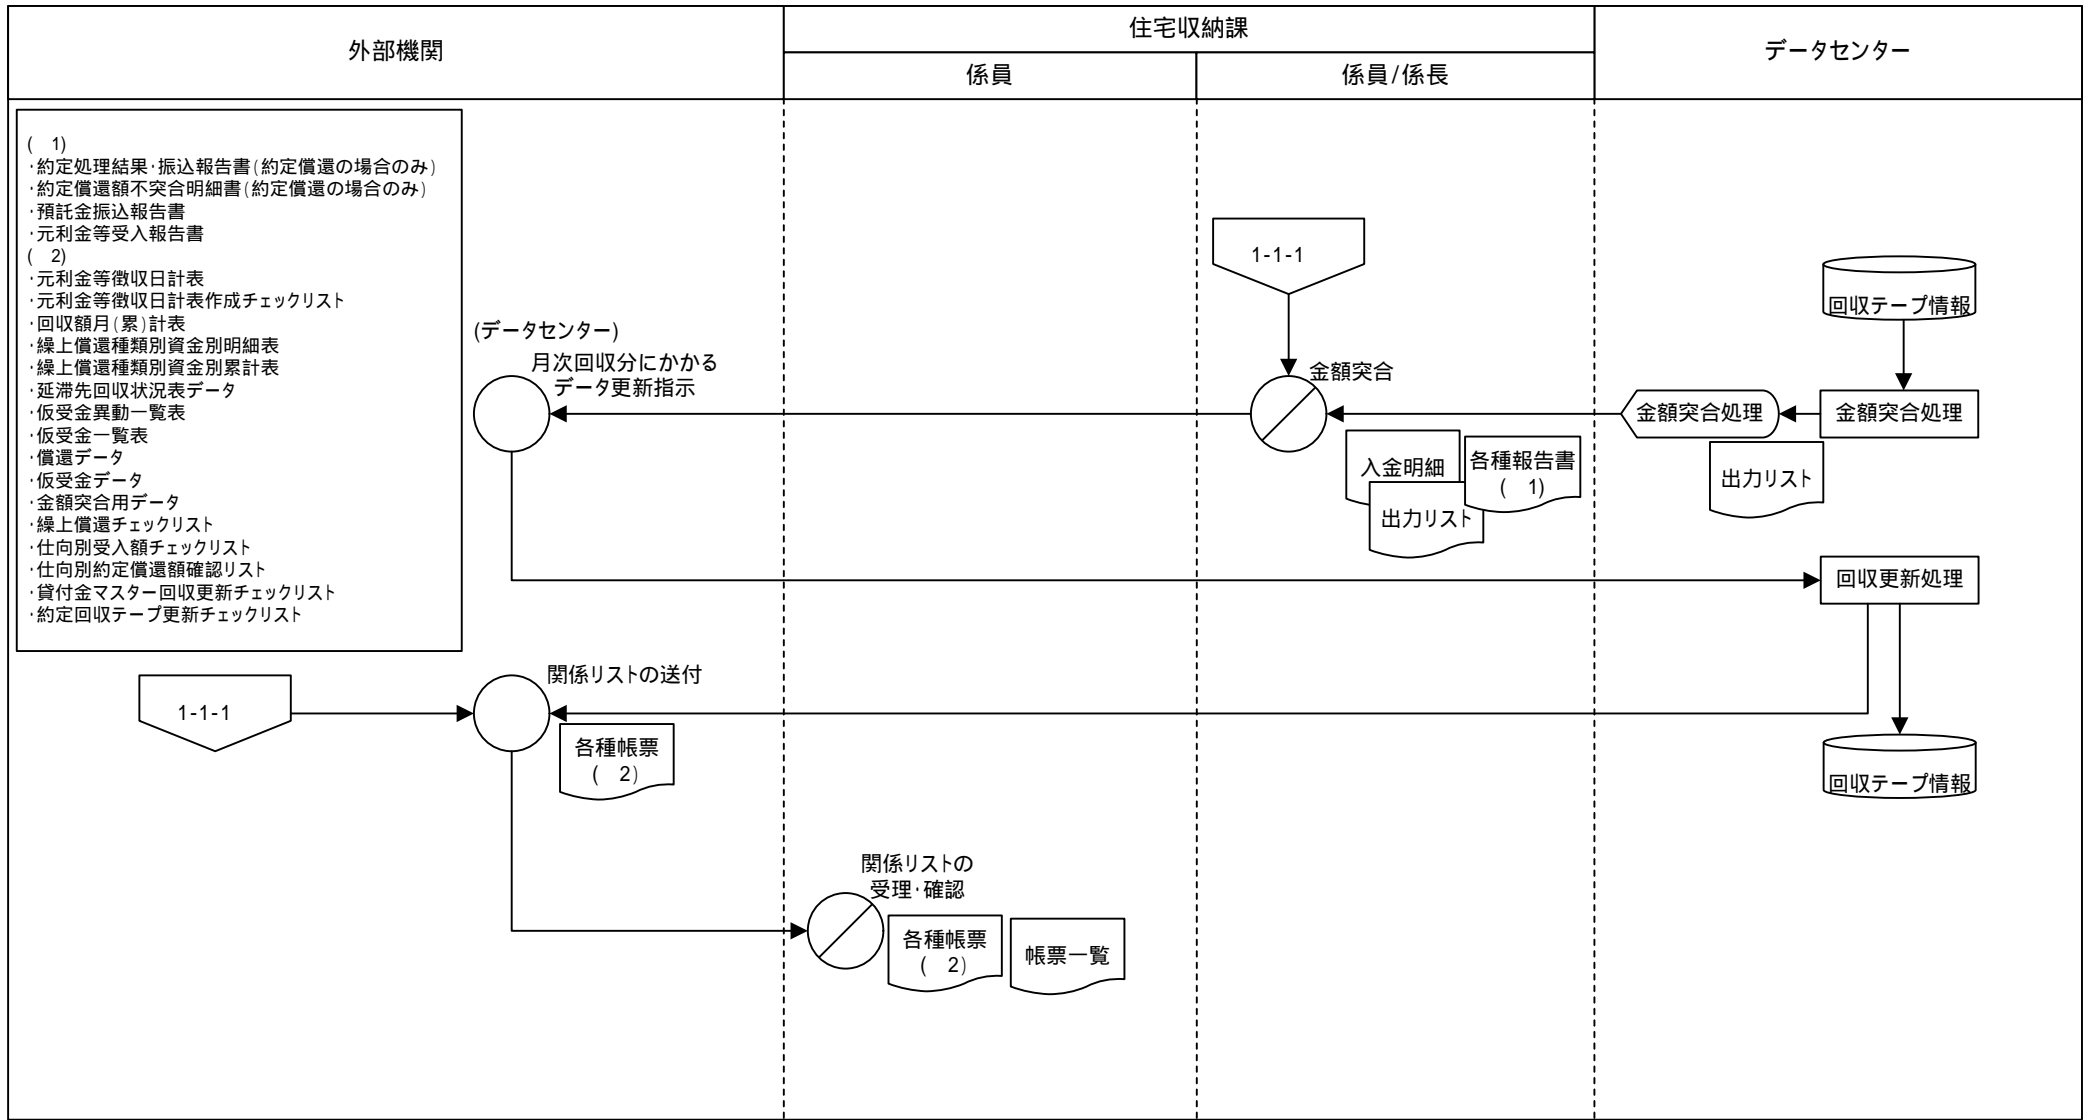 外部機関
住宅収納課
データセンター
係員
係員/係長
( 1)
・約定処理結果・振込報告書(約定償還の場合のみ)
・約定償還額不突合明細書(約定償還の場合のみ)
・預託金振込報告書
・元利金等受入報告書
( 2)
・元利金等徴収日計表
・元利金等徴収日計表作成チェックリスト
・回収額月(累)計表
・繰上償還種類別資金別明細表
・繰上償還種類別資金別累計表
・延滞先回収状況表データ
・仮受金異動一覧表
・仮受金一覧表
・償還データ
・仮受金データ
・金額突合用データ
・繰上償還チェックリスト
・仕向別受入額チェックリスト
・仕向別約定償還額確認リスト
・貸付金マスター回収更新チェックリスト
・約定回収テープ更新チェックリスト
1-1-1
回収テープ情報
(データセンター)
月次回収分にかかる
データ更新指示
金額突合
金額突合処理
金額突合処理
入金明細
出力リスト
各種報告書
( 1)
出力リスト
回収更新処理
1-1-1
関係リストの送付
各種帳票
( 2)
回収テープ情報
関係リストの
受理・確認
各種帳票
( 2)
帳票一覧